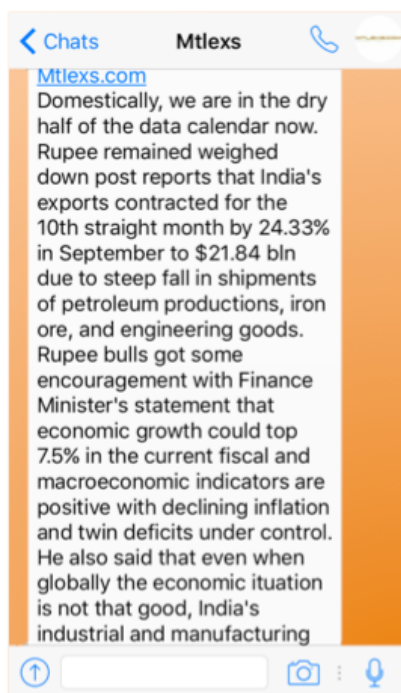 Chats
Mtlexs
Mtlexs.com
Domestically, we are in the dry
half of the data calendar now.
Rupee remained weighed
down post reports that India's
exports contracted for the
10th straight month by 24.33%
in September to $21.84 bln
due to steep fall in shipments
of petroleum productions, iron
ore, and engineering goods.
Rupee bulls got some
encouragement with Finance
Minister's statement that
economic growth could top
7.5% in the current fiscal and
macroeconomic indicators are
positive with declining inflation
and twin deficits under control.
He also said that even when
globally the economic ituation
is not that good, India's
industrial and manufacturing